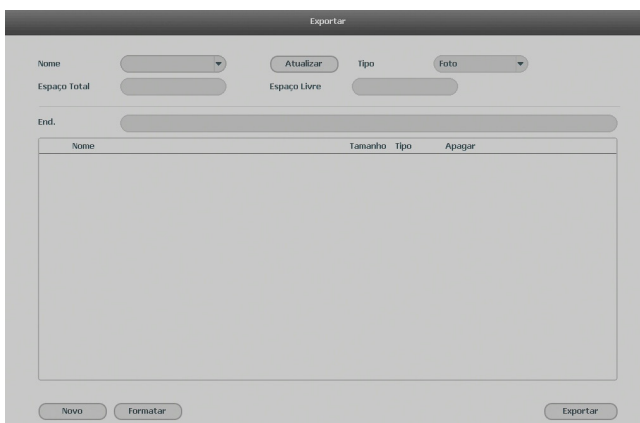 Exportar
Nome Atualizar Tipo Foto
Espaço Total Espaço Livre
End.
Nome Tamanho Tipo Apagar
Novo Formatar Exportar